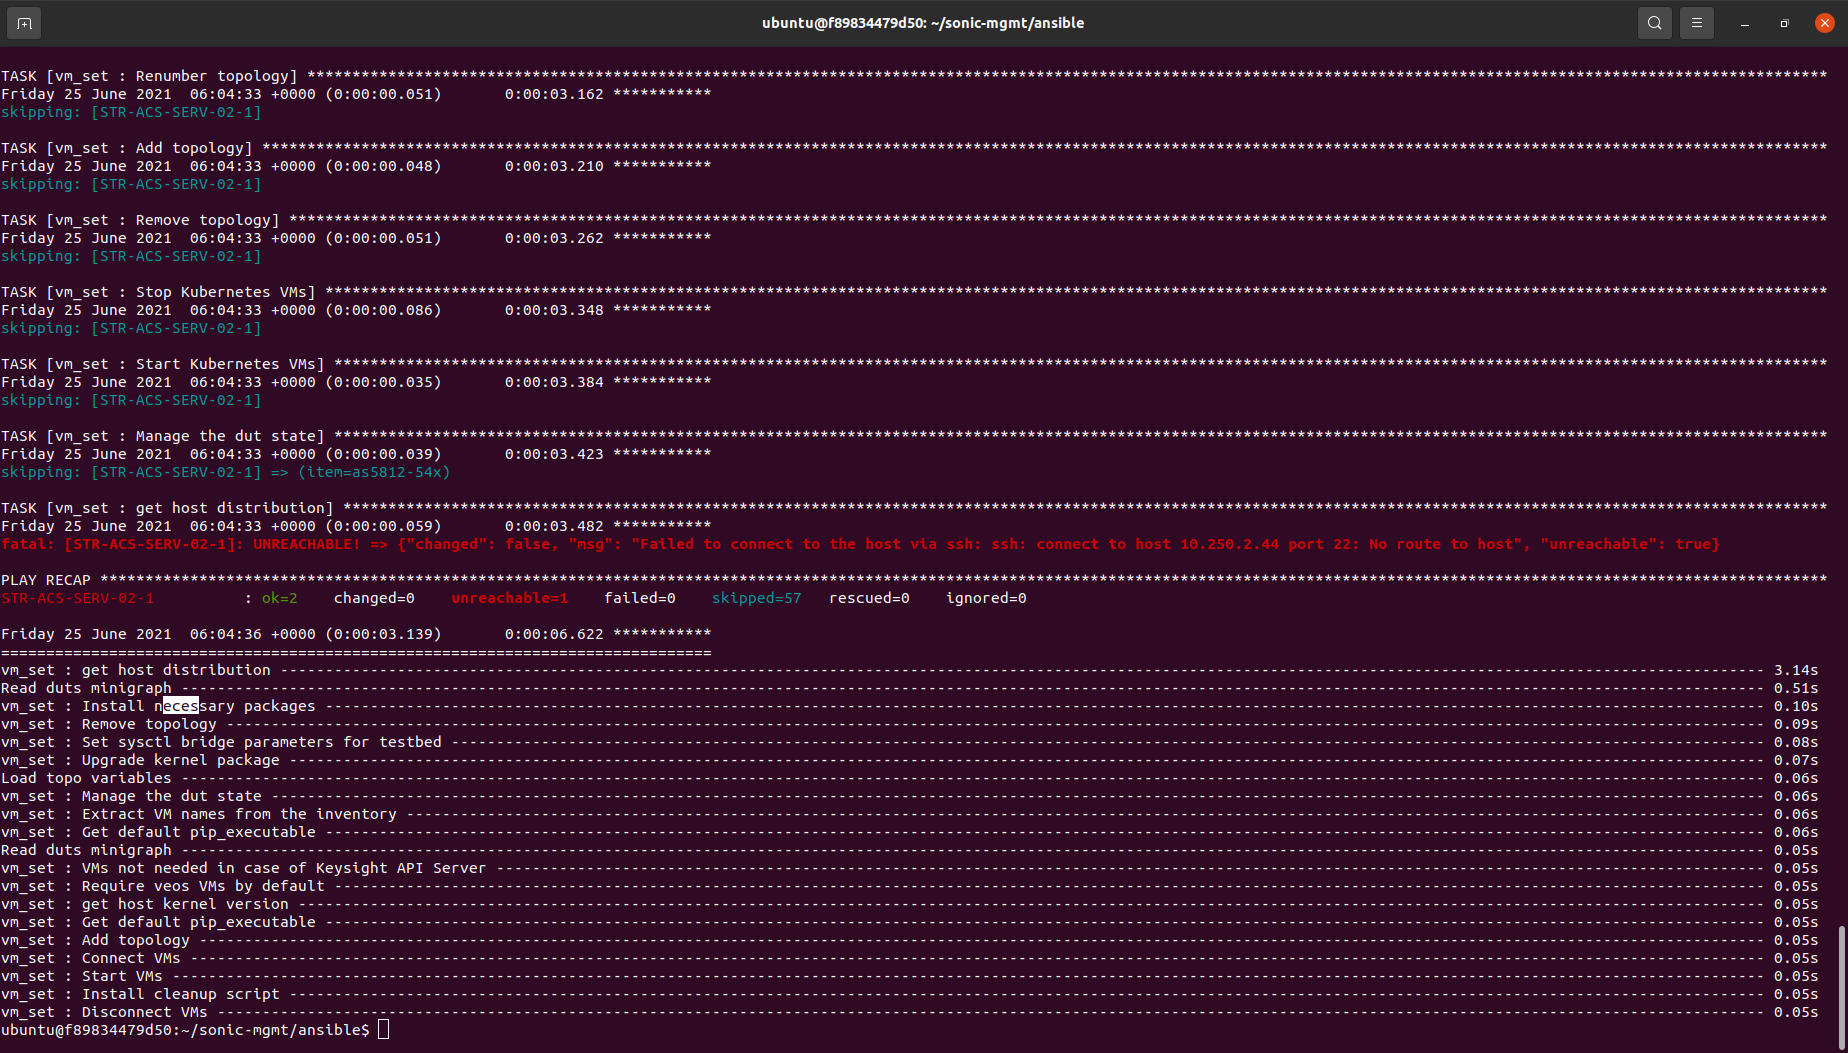 ubuntu@f89834479d50: ~/sonic-mgmt/ansible
TASK [vm_set : Renumber topology] *************************************************************************************************************************************************************************
Friday 25 June 2021  06:04:33 +0000 (0:00:00.051)       0:00:03.162 ***********
skipping: [STR-ACS-SERV-02-1]
TASK [vm_set : Add topology] ******************************************************************************************************************************************************************************
Friday 25 June 2021  06:04:33 +0000 (0:00:00.048)       0:00:03.210 ***********
skipping: [STR-ACS-SERV-02-1]
TASK [vm_set : Remove topology] ***************************************************************************************************************************************************************************
Friday 25 June 2021  06:04:33 +0000 (0:00:00.051)       0:00:03.262 ***********
skipping: [STR-ACS-SERV-02-1]
TASK [vm_set : Stop Kubernetes VMs] ***********************************************************************************************************************************************************************
Friday 25 June 2021  06:04:33 +0000 (0:00:00.086)       0:00:03.348 ***********
skipping: [STR-ACS-SERV-02-1]
TASK [vm_set : Start Kubernetes VMs] **********************************************************************************************************************************************************************
Friday 25 June 2021  06:04:33 +0000 (0:00:00.035)       0:00:03.384 ***********
skipping: [STR-ACS-SERV-02-1]
TASK [vm_set : Manage the dut state] **********************************************************************************************************************************************************************
Friday 25 June 2021  06:04:33 +0000 (0:00:00.039)       0:00:03.423 ***********
skipping: [STR-ACS-SERV-02-1] => (item=as5812-54x)
TASK [vm_set : get host distribution] *********************************************************************************************************************************************************************
Friday 25 June 2021  06:04:33 +0000 (0:00:00.059)       0:00:03.482 ***********
fatal: [STR-ACS-SERV-02-1]: UNREACHABLE! => {"changed": false, "msg": "Failed to connect to the host via ssh: ssh: connect to host 10.250.2.44 port 22: No route to host", "unreachable": true}
PLAY RECAP ************************************************************************************************************************************************************************************************
STR-ACS-SERV-02-1          : ok=2    changed=0    unreachable=1    failed=0    skipped=57   rescued=0    ignored=0
Friday 25 June 2021  06:04:36 +0000 (0:00:03.139)       0:00:06.622 ***********
===============================================================================
vm_set : get host distribution --------------------------------------------------------------------------------------------------------------------------------------------------------------------- 3.14s
Read duts minigraph -------------------------------------------------------------------------------------------------------------------------------------------------------------------------------- 0.51s
vm_set : Install necessary packages ---------------------------------------------------------------------------------------------------------------------------------------------------------------- 0.10s
vm_set : Remove topology --------------------------------------------------------------------------------------------------------------------------------------------------------------------------- 0.09s
vm_set : Set sysctl bridge parameters for testbed -------------------------------------------------------------------------------------------------------------------------------------------------- 0.08s
vm_set : Upgrade kernel package -------------------------------------------------------------------------------------------------------------------------------------------------------------------- 0.07s
Load topo variables -------------------------------------------------------------------------------------------------------------------------------------------------------------------------------- 0.06s
vm_set : Manage the dut state ---------------------------------------------------------------------------------------------------------------------------------------------------------------------- 0.06s
vm_set : Extract VM names from the inventory ------------------------------------------------------------------------------------------------------------------------------------------------------- 0.06s
vm_set : Get default pip_executable ---------------------------------------------------------------------------------------------------------------------------------------------------------------- 0.06s
Read duts minigraph -------------------------------------------------------------------------------------------------------------------------------------------------------------------------------- 0.05s
vm_set : VMs not needed in case of Keysight API Server --------------------------------------------------------------------------------------------------------------------------------------------- 0.05s
vm_set : Require veos VMs by default --------------------------------------------------------------------------------------------------------------------------------------------------------------- 0.05s
vm_set : get host kernel version ------------------------------------------------------------------------------------------------------------------------------------------------------------------- 0.05s
vm_set : Get default pip_executable ---------------------------------------------------------------------------------------------------------------------------------------------------------------- 0.05s
vm_set : Add topology ------------------------------------------------------------------------------------------------------------------------------------------------------------------------------ 0.05s
vm_set : Connect VMs ------------------------------------------------------------------------------------------------------------------------------------------------------------------------------- 0.05s
vm_set : Start VMs --------------------------------------------------------------------------------------------------------------------------------------------------------------------------------- 0.05s
vm_set : Install cleanup script -------------------------------------------------------------------------------------------------------------------------------------------------------------------- 0.05s
vm_set : Disconnect VMs ---------------------------------------------------------------------------------------------------------------------------------------------------------------------------- 0.05s
ubuntu@f89834479d50:~/sonic-mgmt/ansible$